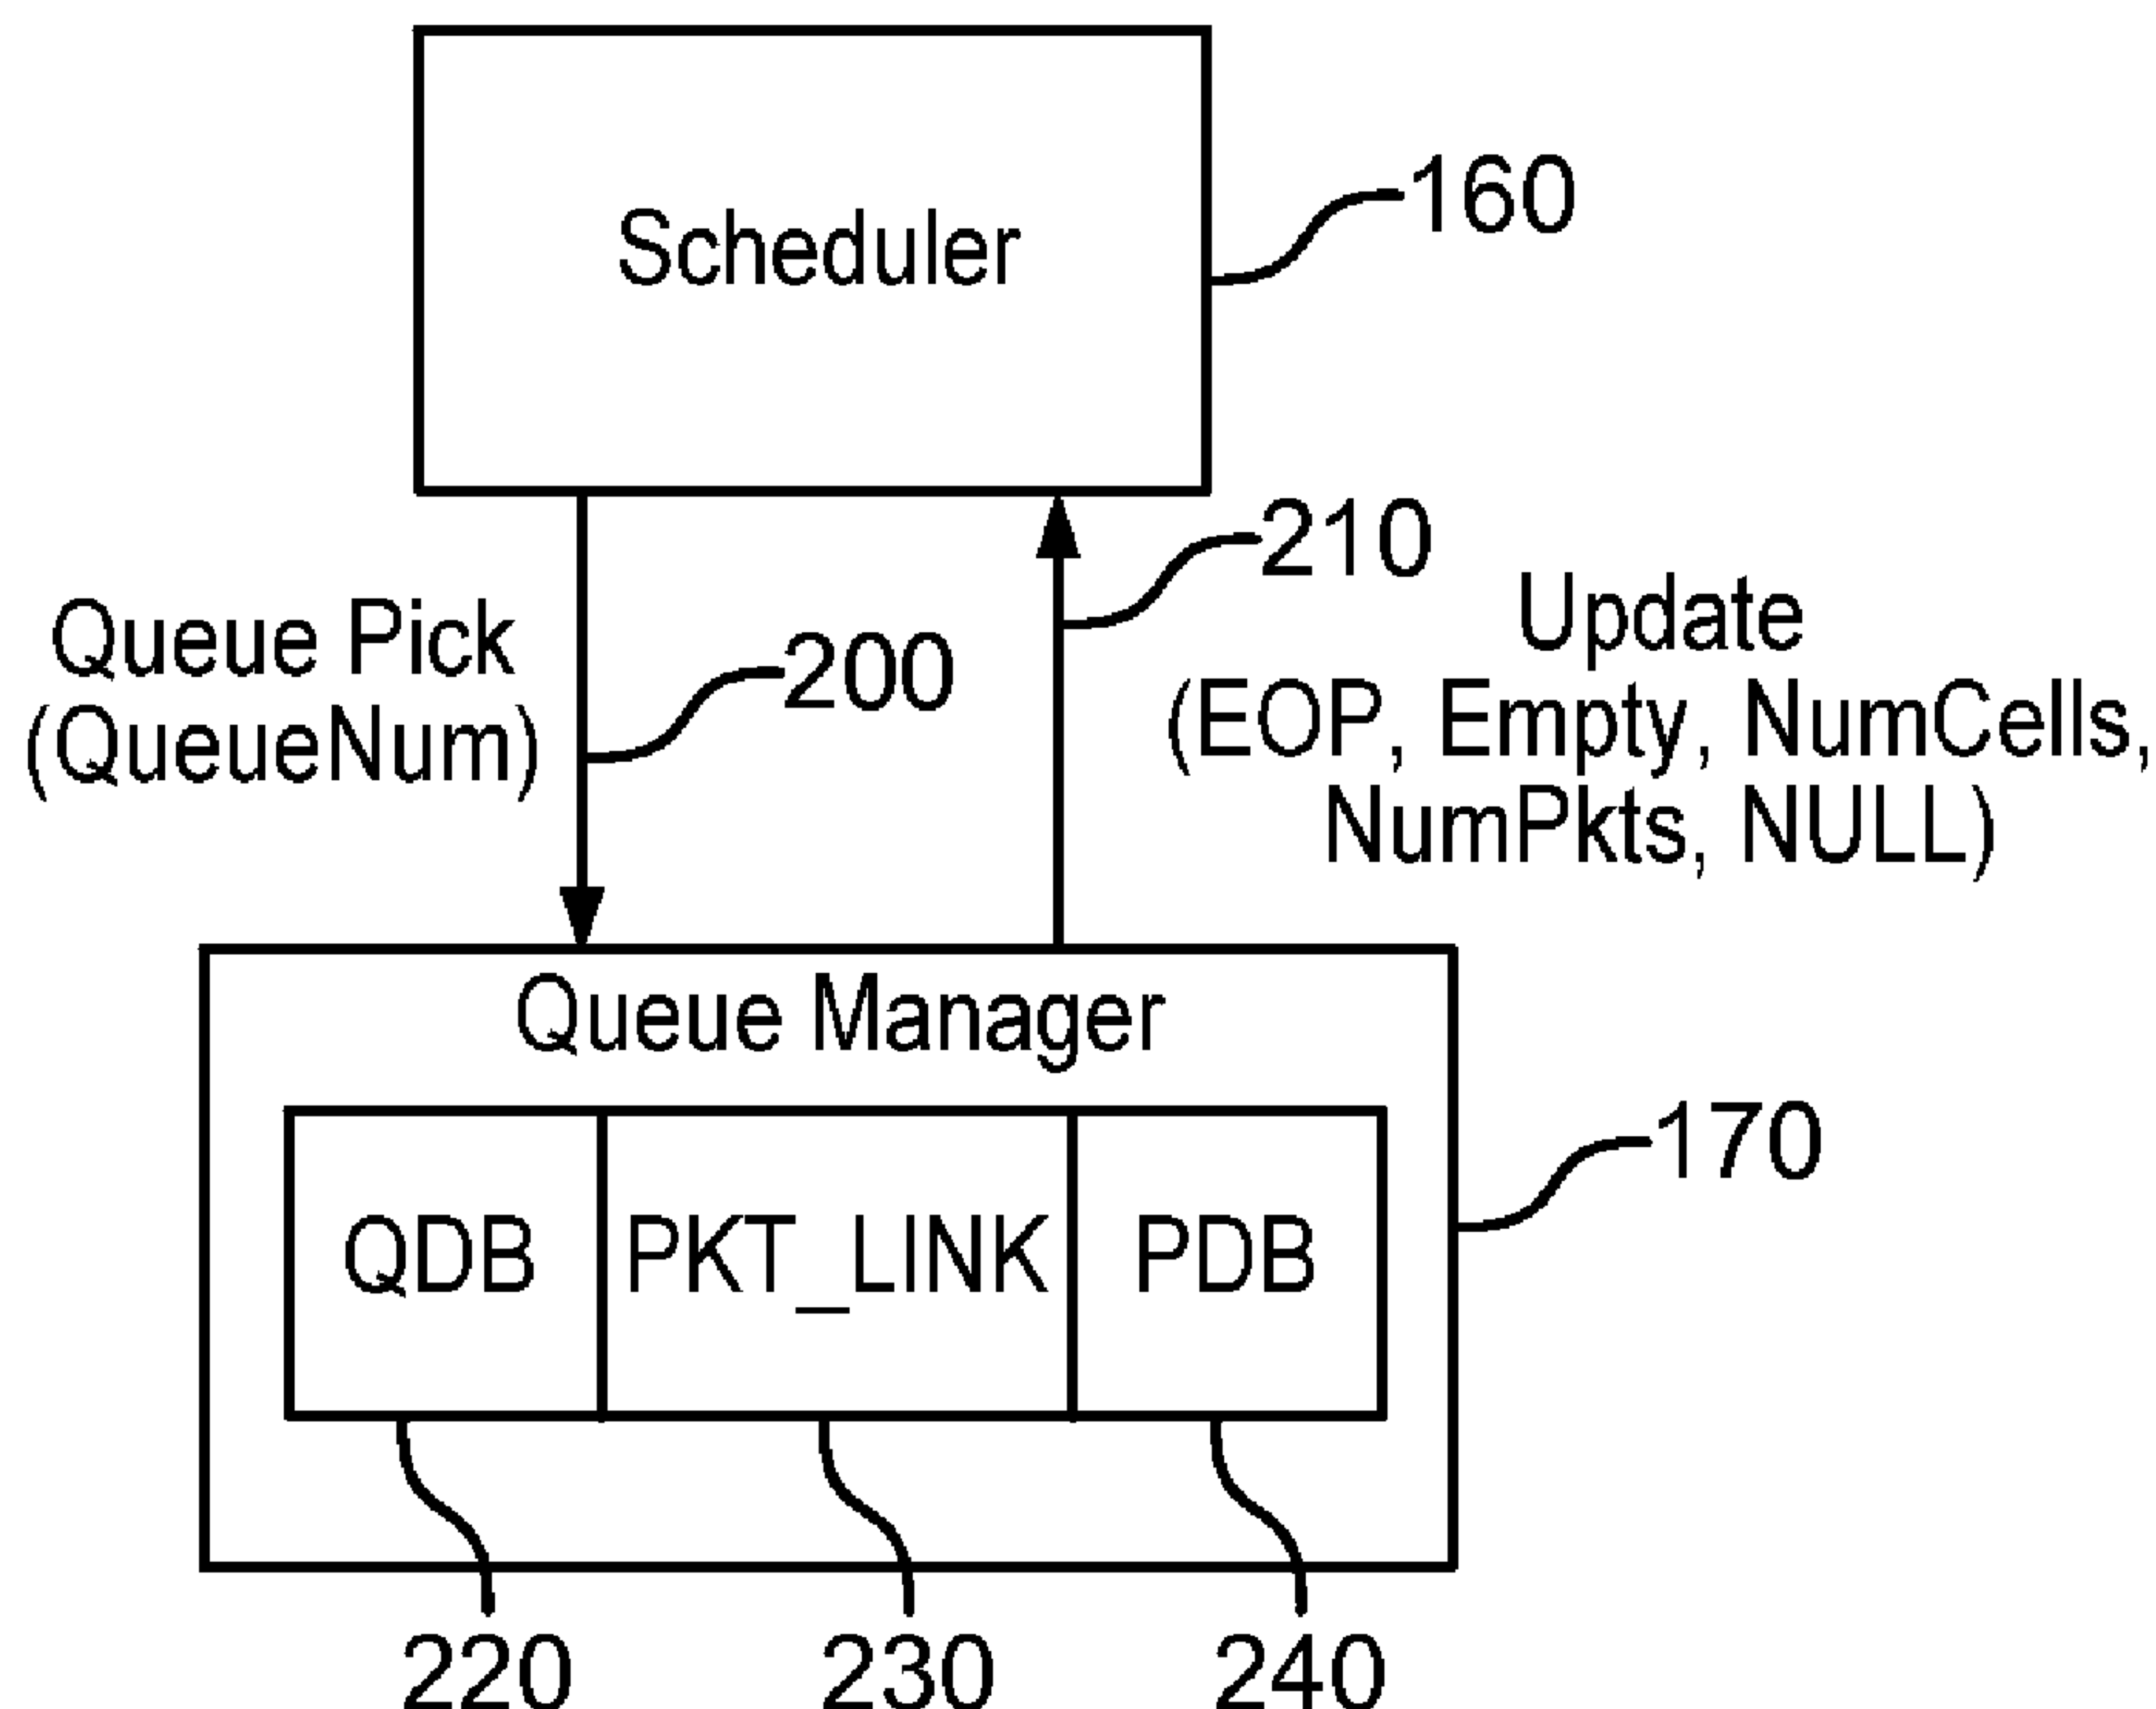 Scheduler
160
210
Queue Pick
(QueueNum)
200
Update
(EOP, Empty, NumCells,
NumPkts, NULL)
Queue Manager
170
QDB
PKT_LINK
PDB
220
230
240